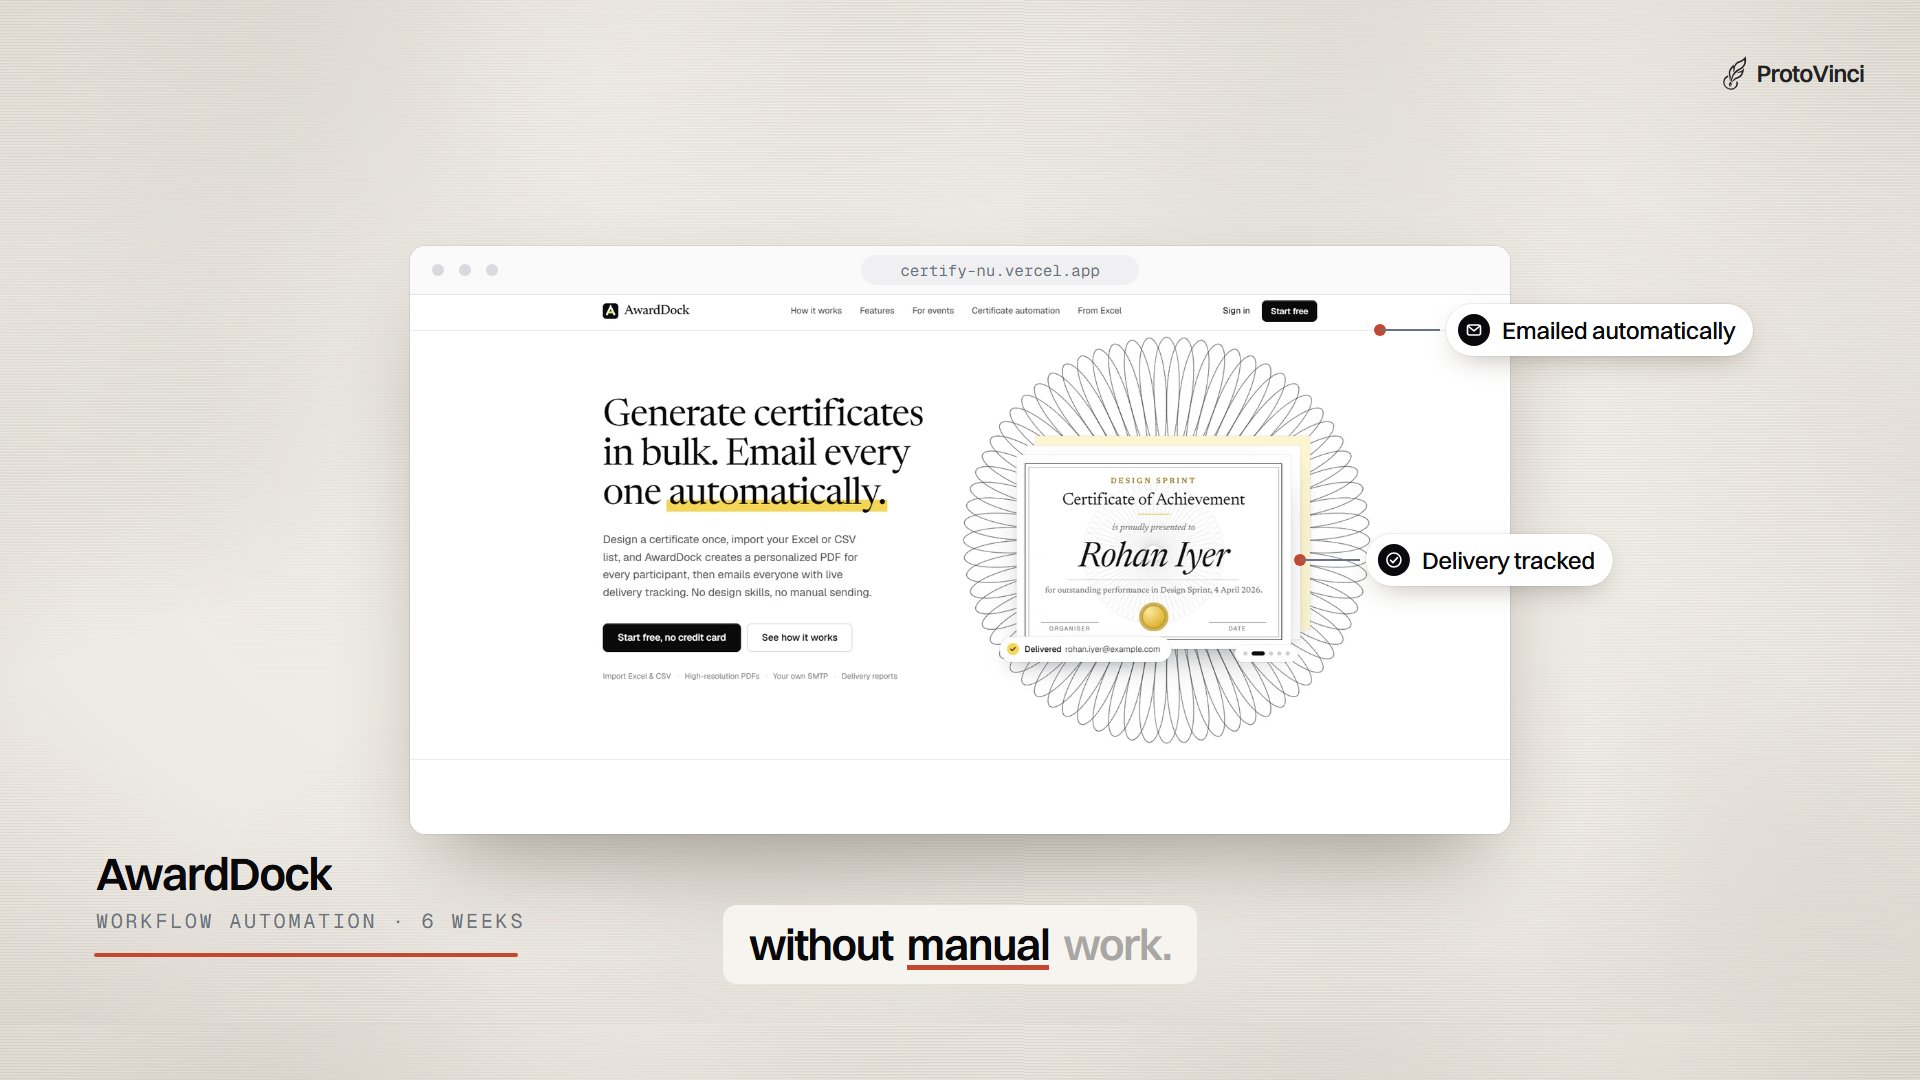 ProtoVinci
certify-nu.vercel.app
A AwardDock
How it works
Features
For events
Certificate automation
From Excel
Sign in
Start free
Emailed automatically
Generate certificates
in bulk. Email every
one automatically.
Design a certificate once, import your Excel or CSV
list, and AwardDock creates a personalized PDF for
every participant, then emails everyone with live
delivery tracking. No design skills, no manual sending.
Start free, no credit card
See how it works
Import Excel & CSV · High-resolution PDFs · Your own SMTP · Delivery reports
DESIGN SPRINT
Certificate of Achievement
is proudly presented to
Rohan Iyer
for outstanding performance in Design Sprint, 4 April 2026.
ORGANISER
DATE
Delivered rohan.iyer@example.com
Delivery tracked
AwardDock
WORKFLOW AUTOMATION · 6 WEEKS
without manual work.